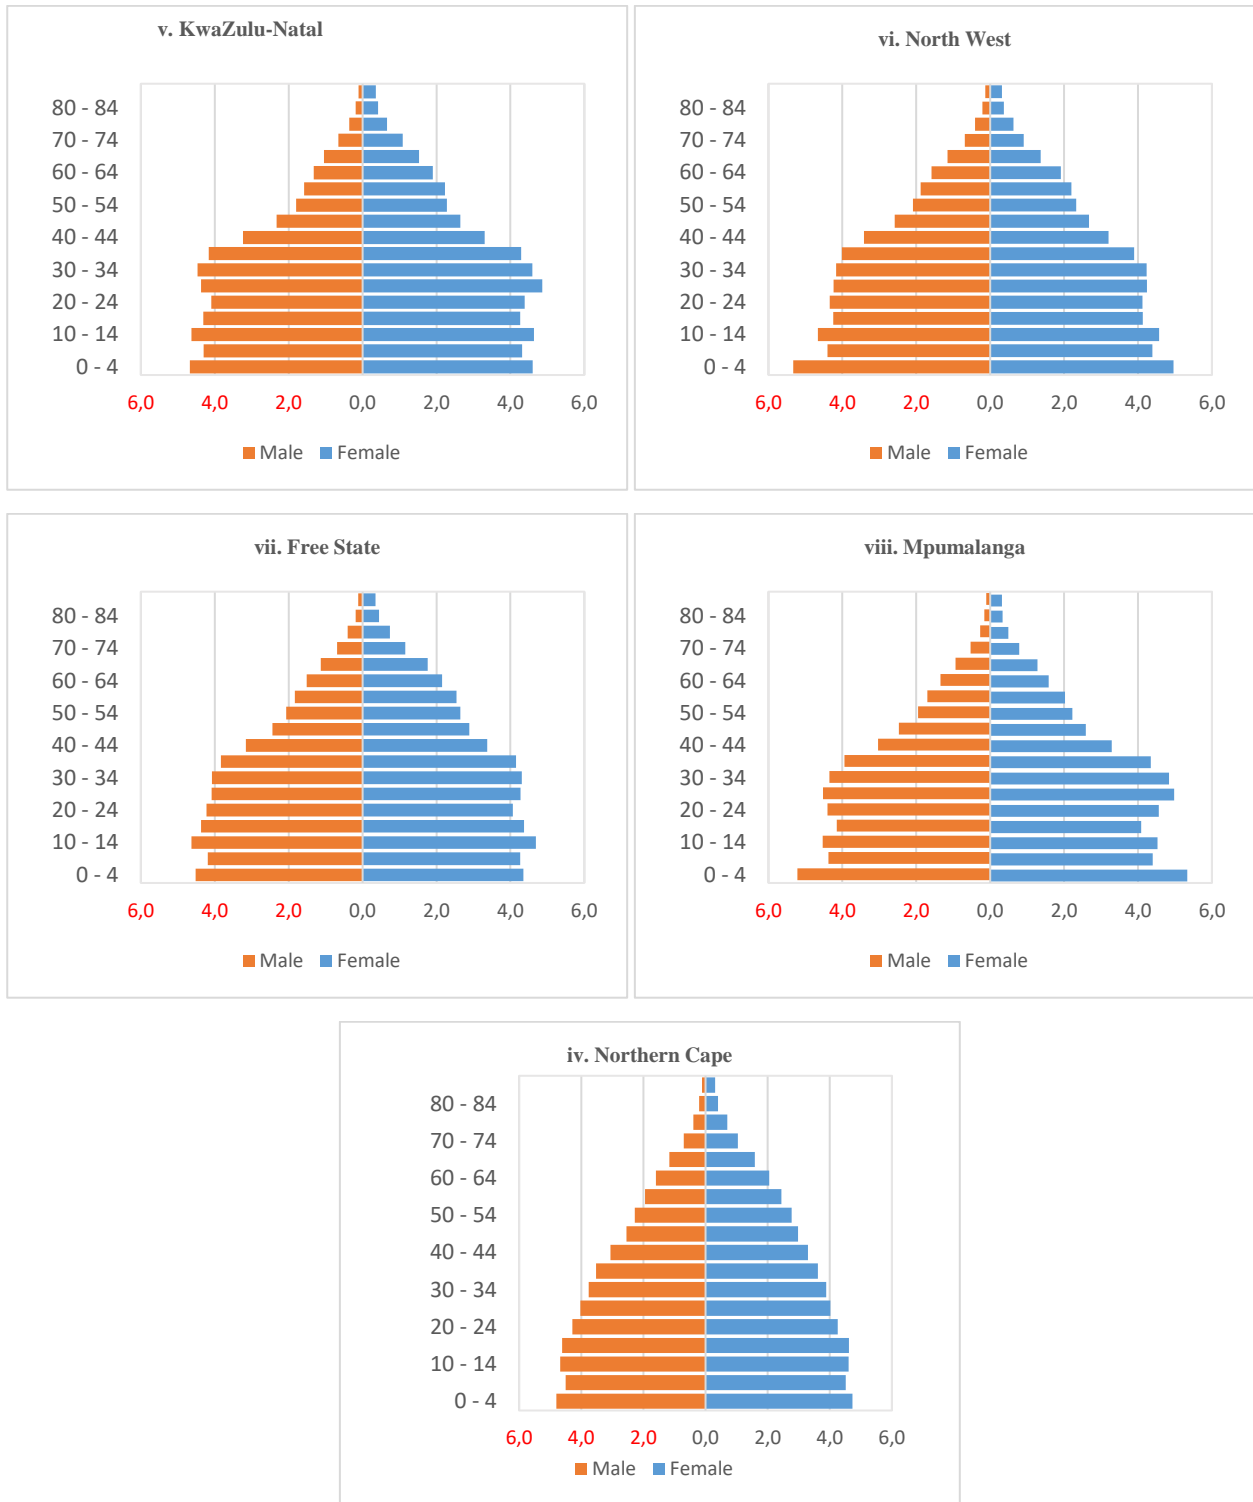 v. KwaZulu-Natal
80 - 84
70 - 74
60 - 64
50 - 54
40 - 44
30 - 34
20 - 24
10 - 14
0 - 4
6,0 4,0 2,0 0,0 2,0 4,0 6,0
Male Female
vi. North West
80 - 84
70 - 74
60 - 64
50 - 54
40 - 44
30 - 34
20 - 24
10 - 14
0 - 4
6,0 4,0 2,0 0,0 2,0 4,0 6,0
Male Female
vii. Free State
80 - 84
70 - 74
60 - 64
50 - 54
40 - 44
30 - 34
20 - 24
10 - 14
0 - 4
6,0 4,0 2,0 0,0 2,0 4,0 6,0
Male Female
viii. Mpumalanga
80 - 84
70 - 74
60 - 64
50 - 54
40 - 44
30 - 34
20 - 24
10 - 14
0 - 4
6,0 4,0 2,0 0,0 2,0 4,0 6,0
Male Female
iv. Northern Cape
80 - 84
70 - 74
60 - 64
50 - 54
40 - 44
30 - 34
20 - 24
10 - 14
0 - 4
6,0 4,0 2,0 0,0 2,0 4,0 6,0
Male Female